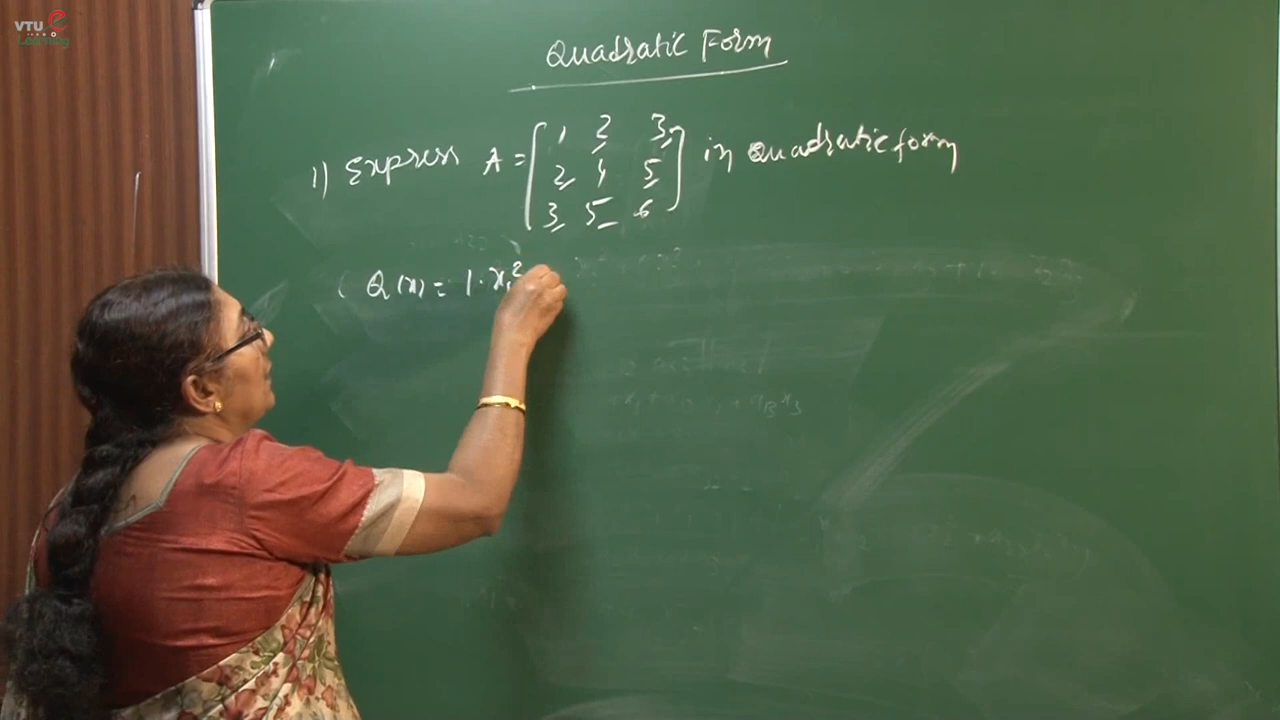 VTU e
Learning
Quadratic Form
1) Express A = [1 2 3 in Quadratic form
2 4 5
3 5 6]
Q(x) = 1·x₁²